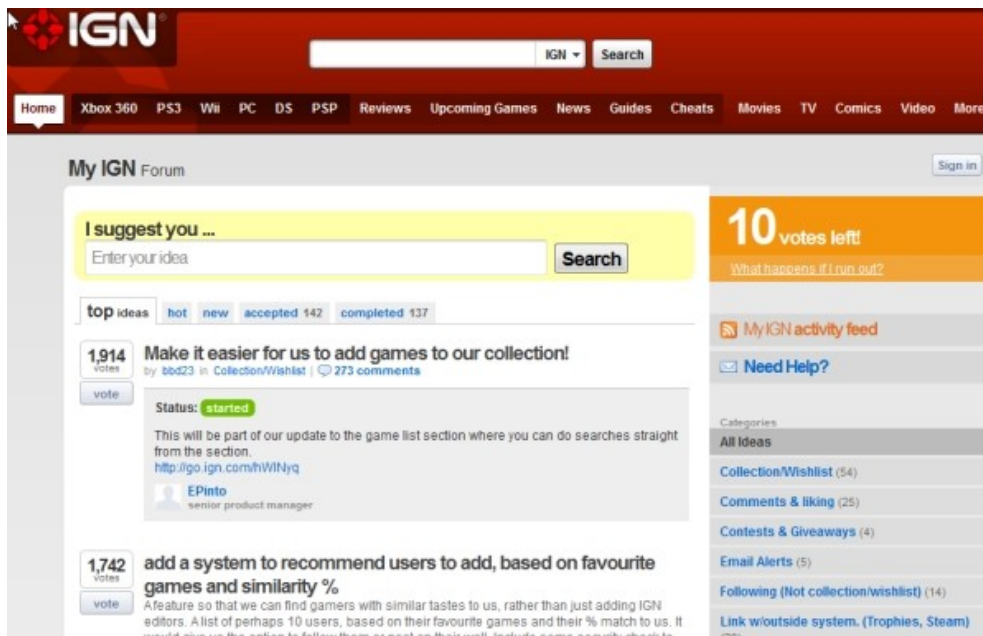 IGN
IGN
Search
Home Xbox 360 PS3 Wii PC DS PSP Reviews Upcoming Games News Guides Cheats Movies TV Comics Video More
My IGN Forum
Sign in
I suggest you ...
Enter your idea
Search
top ideas hot new accepted 142 completed 137
1,914
votes
vote
Make it easier for us to add games to our collection!
by bbd23 in Collection/Wishlist | 273 comments
Status: started
This will be part of our update to the game list section where you can do searches straight
from the section.
http://go.ign.com/hWlNyq
EPinto
senior product manager
1,742
votes
vote
add a system to recommend users to add, based on favourite
games and similarity %
A feature so that we can find gamers with similar tastes to us, rather than just adding IGN
editors. A list of perhaps 10 users, based on their favourite games and their % match to us. It
10 votes left!
What happens if I run out?
My IGN activity feed
Need Help?
Categories
All Ideas
Collection/Wishlist (54)
Comments & liking (25)
Contests & Giveaways (4)
Email Alerts (5)
Following (Not collection/wishlist) (14)
Link w/outside system. (Trophies, Steam)